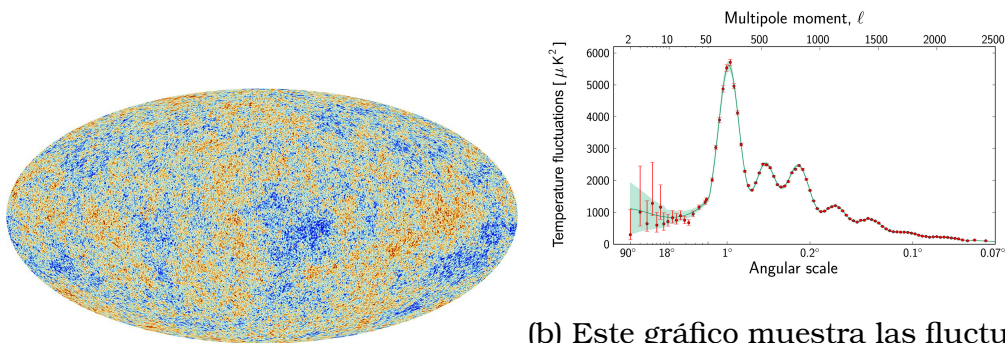 Multipole moment, ℓ
2 10 50 500 1000 1500 2000 2500
Temperature fluctuations [ μ K² ]
6000
5000
4000
3000
2000
1000
0
90° 18° 1° 0.2° 0.1° 0.07°
Angular scale
(b) Este gráfico muestra las fluctu